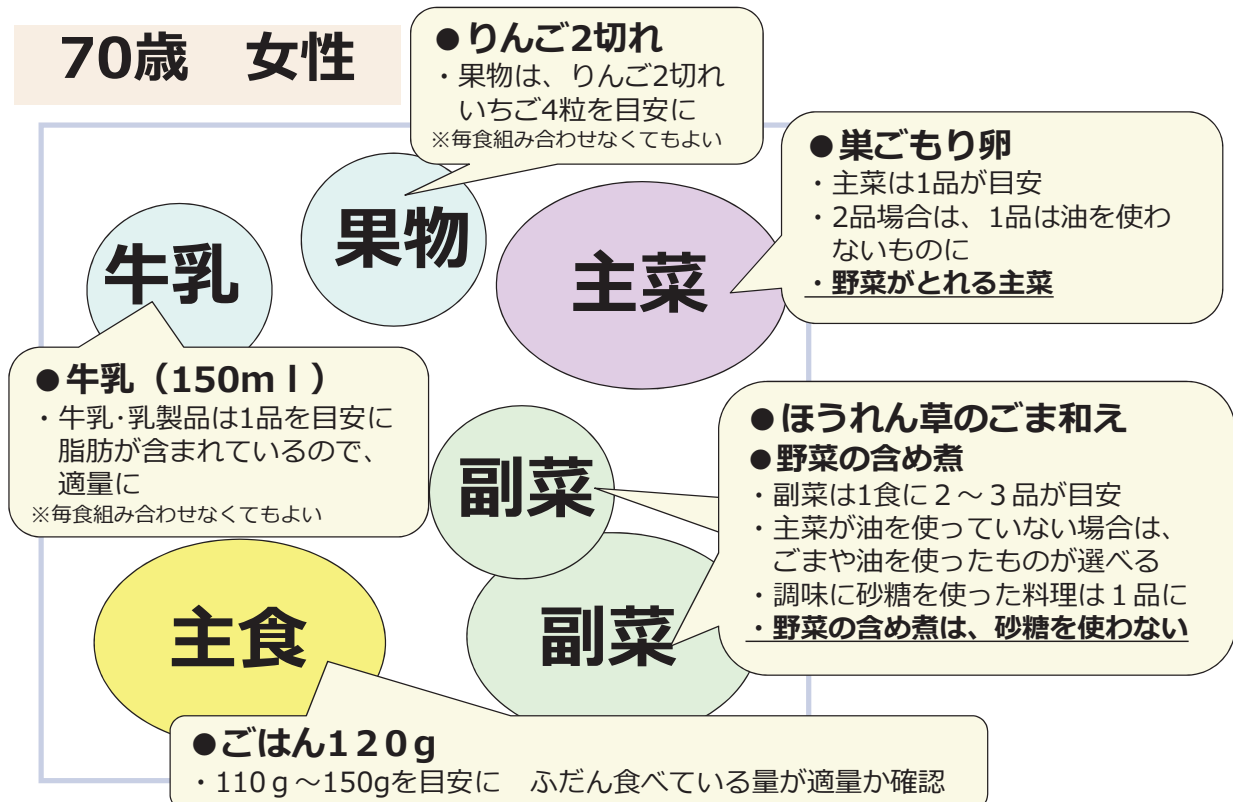 70歳　女性
●りんご2切れ
・果物は、りんご2切れ
いちご4粒を目安に
※毎食組み合わせなくてもよい
●巣ごもり卵
・主菜は1品が目安
・2品場合は、1品は油を使わ
ないものに
・野菜がとれる主菜
果物
牛乳
主菜
●牛乳（150ｍｌ）
・牛乳･乳製品は1品を目安に
脂肪が含まれているので、
適量に
※毎食組み合わせなくてもよい
副菜
●ほうれん草のごま和え
●野菜の含め煮
・副菜は1食に２～３品が目安
・主菜が油を使っていない場合は、
ごまや油を使ったものが選べる
・調味に砂糖を使った料理は１品に
・野菜の含め煮は、砂糖を使わない
主食
副菜
●ごはん1２０g
・110ｇ～150gを目安に　ふだん食べている量が適量か確認